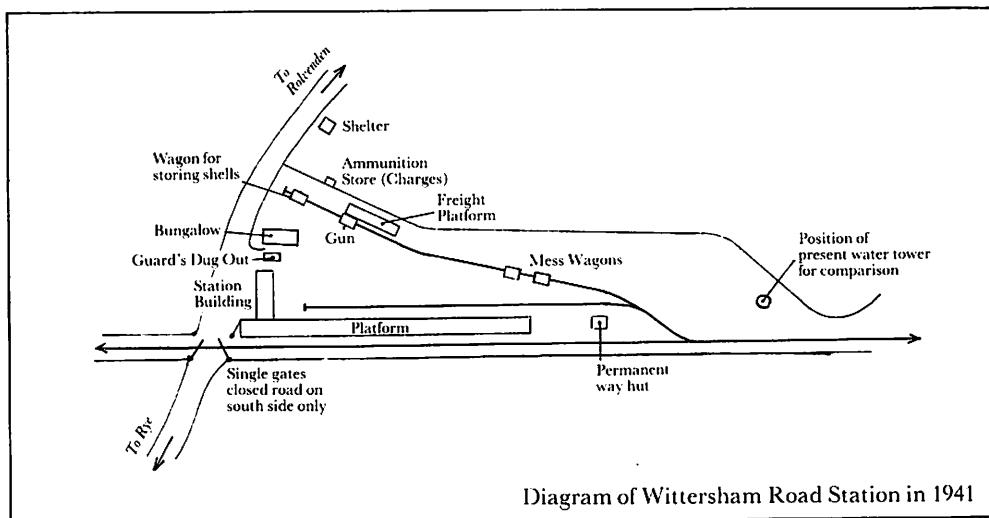 To
Rolvenden
Shelter
Wagon for
storing shells
Ammunition
Store (Charges)
Freight
Platform
Bungalow
Gun
Guard's Dug Out
Mess Wagons
Position of
present water tower
for comparison
Station
Building
Platform
Single gates
closed road on
south side only
Permanent
way hut
To Rye
Diagram of Wittersham Road Station in 1941